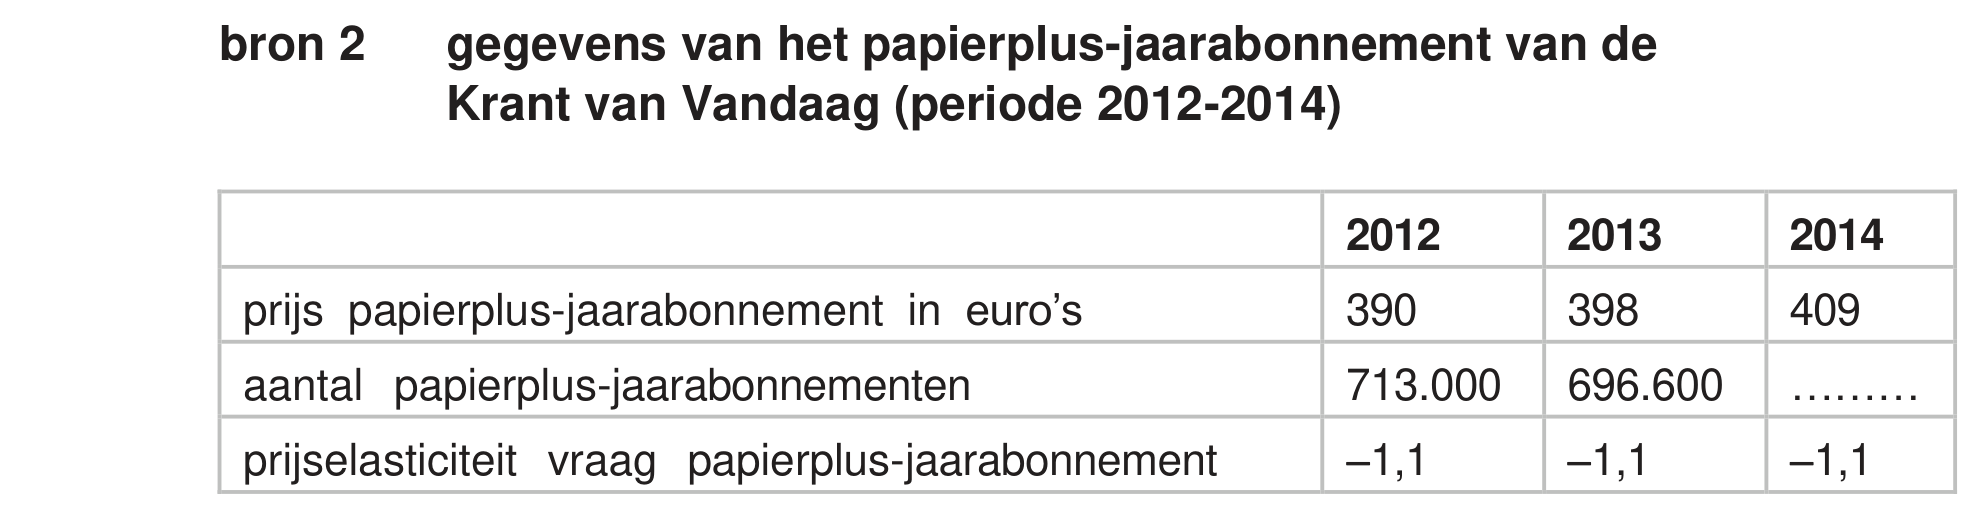 bron 2 gegevens van het papierplus-jaarabonnement van de
Krant van Vandaag (periode 2012-2014)
2012 2013 2014
prijs papierplus-jaarabonnement in euro’s 390 398 409
aantal papierplus-jaarabonnementen 713.000 696.600 ………
prijselasticiteit vraag papierplus-jaarabonnement –1,1 –1,1 –1,1